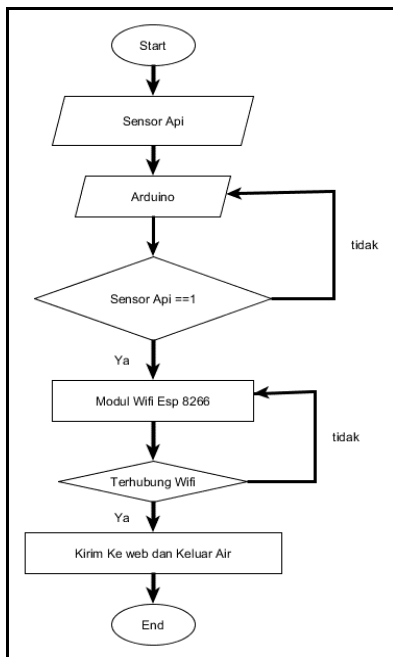 Start
Sensor Api
Arduino
tidak
Sensor Api ==1
Ya
Modul Wifi Esp 8266
tidak
Terhubung Wifi
Ya
Kirim Ke web dan Keluar Air
End